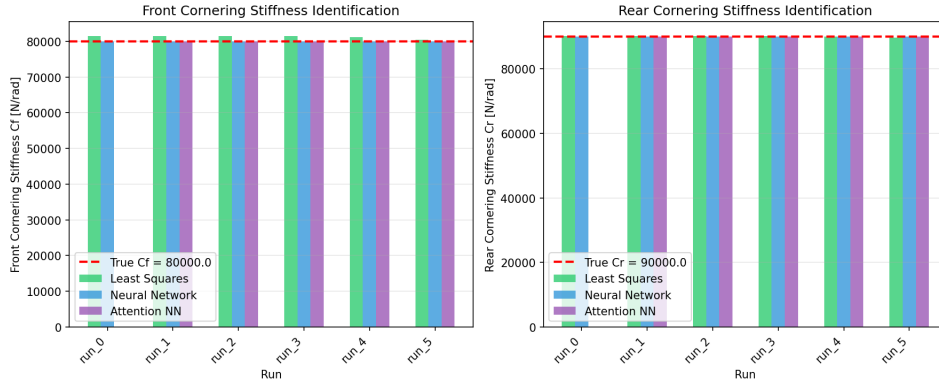 Front Cornering Stiffness Identification
Front Cornering Stiffness Cf [N/rad]
80000
70000
60000
50000
40000
30000
20000
10000
0
True Cf = 80000.0
Least Squares
Neural Network
Attention NN
run_0
run_1
run_2
run_3
run_4
run_5
Run
Rear Cornering Stiffness Identification
Rear Cornering Stiffness Cr [N/rad]
80000
60000
40000
20000
0
True Cr = 90000.0
Least Squares
Neural Network
Attention NN
run_0
run_1
run_2
run_3
run_4
run_5
Run